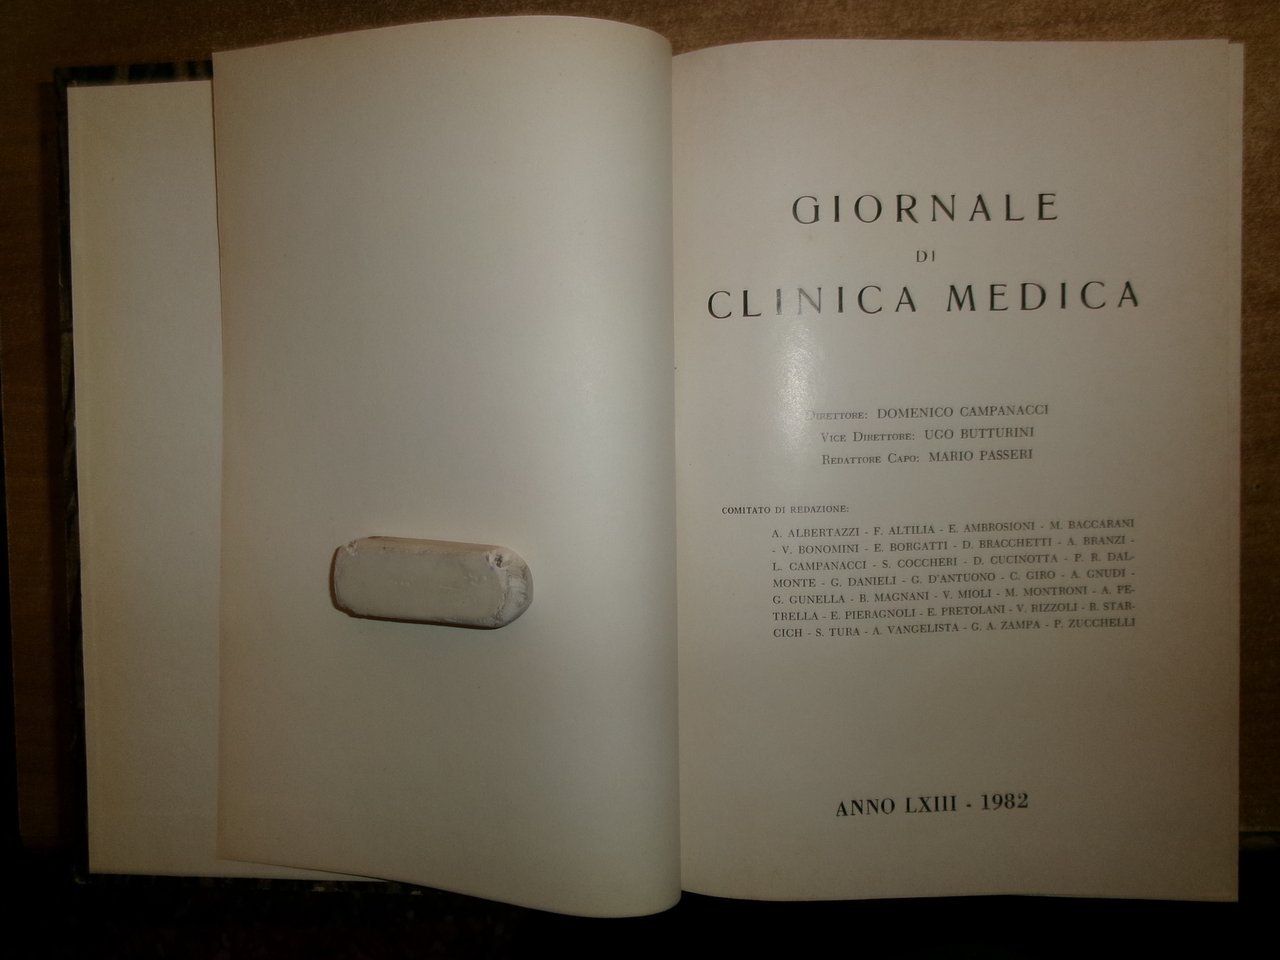 GIORNALE
DI
CLINICA MEDICA
Direttore: DOMENICO CAMPANACCI
Vice Direttore: UGO BUTTURINI
Redattore Capo: MARIO PASSERI
COMITATO DI REDAZIONE:
A. ALBERTAZZI - F. ALTILIA - E. AMBROSIONI - M. BACCARANI
- V. BONOMINI - E. BORGATTI - D. BRACCHETTI - A. BRANZI -
L. CAMPANACCI - S. COCCHERI - D. CUCINOTTA - P. R. DAL-
MONTE - G. DANIELI - G. D'ANTUONO - C. GIRO - A. GNUDI -
G. GUNELLA - B. MAGNANI - V. MIOLI - M. MONTRONI - A. PE-
TRELLA - E. PIERAGNOLI - E. PRETOLANI - V. RIZZOLI - R. STAR-
CICH - S. TURA - A. VANGELISTA - G. A. ZAMPA - P. ZUCCHELLI
ANNO LXIII - 1982